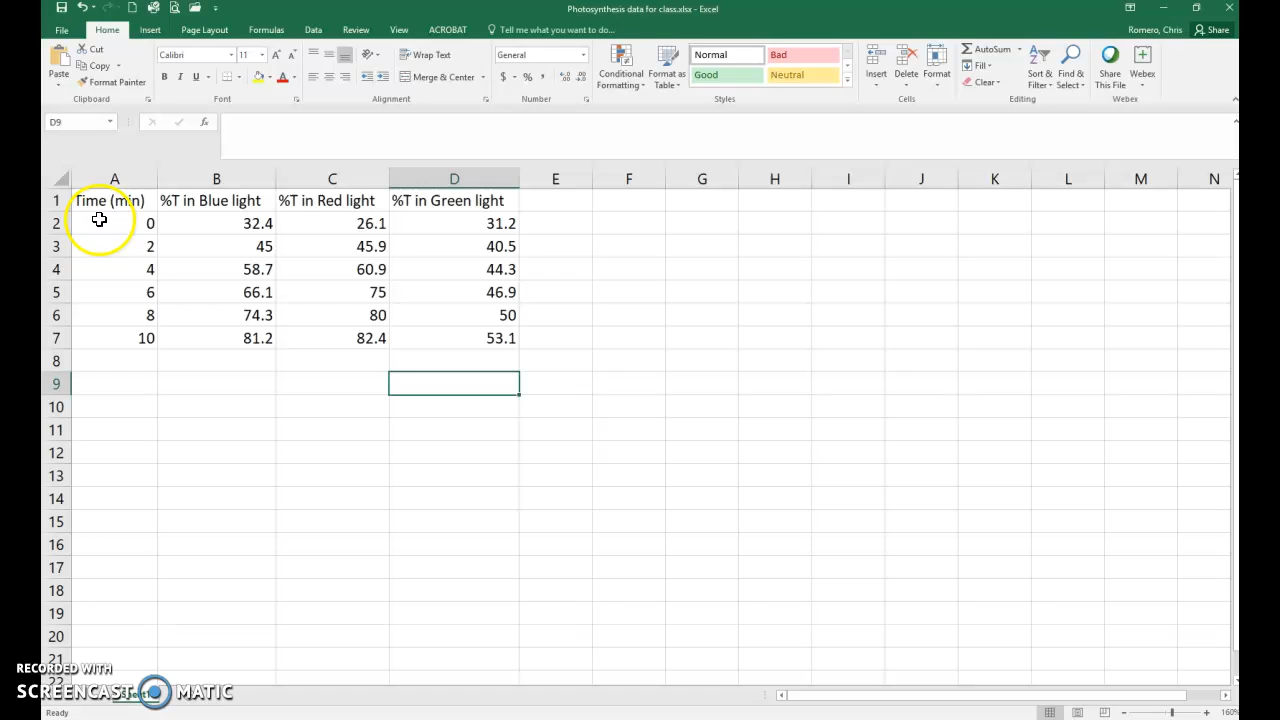 Photosynthesis data for class.xlsx - Excel
File Home Insert Page Layout Formulas Data Review View ACROBAT Tell me what you want to do... Romero, Chris Share
Paste Cut Copy Format Painter
Clipboard
Calibri 11
B I U
Font
Wrap Text
Merge & Center
Alignment
General
$ % ,
Number
Conditional Formatting
Format as Table
Normal Bad
Good Neutral
Styles
Insert Delete Format
Cells
AutoSum
Fill
Clear
Sort & Filter
Find & Select
Editing
Share This File
Webex
Webex
D9 fx
A B C D E F G H I J K L M N
1 Time (min) %T in Blue light %T in Red light %T in Green light
2 0 32.4 26.1 31.2
3 2 45 45.9 40.5
4 4 58.7 60.9 44.3
5 6 66.1 75 46.9
6 8 74.3 80 50
7 10 81.2 82.4 53.1
8
9
10
11
12
13
14
15
16
17
18
19
20
21
22
RECORDED WITH
SCREENCAST MATIC
Ready 160%